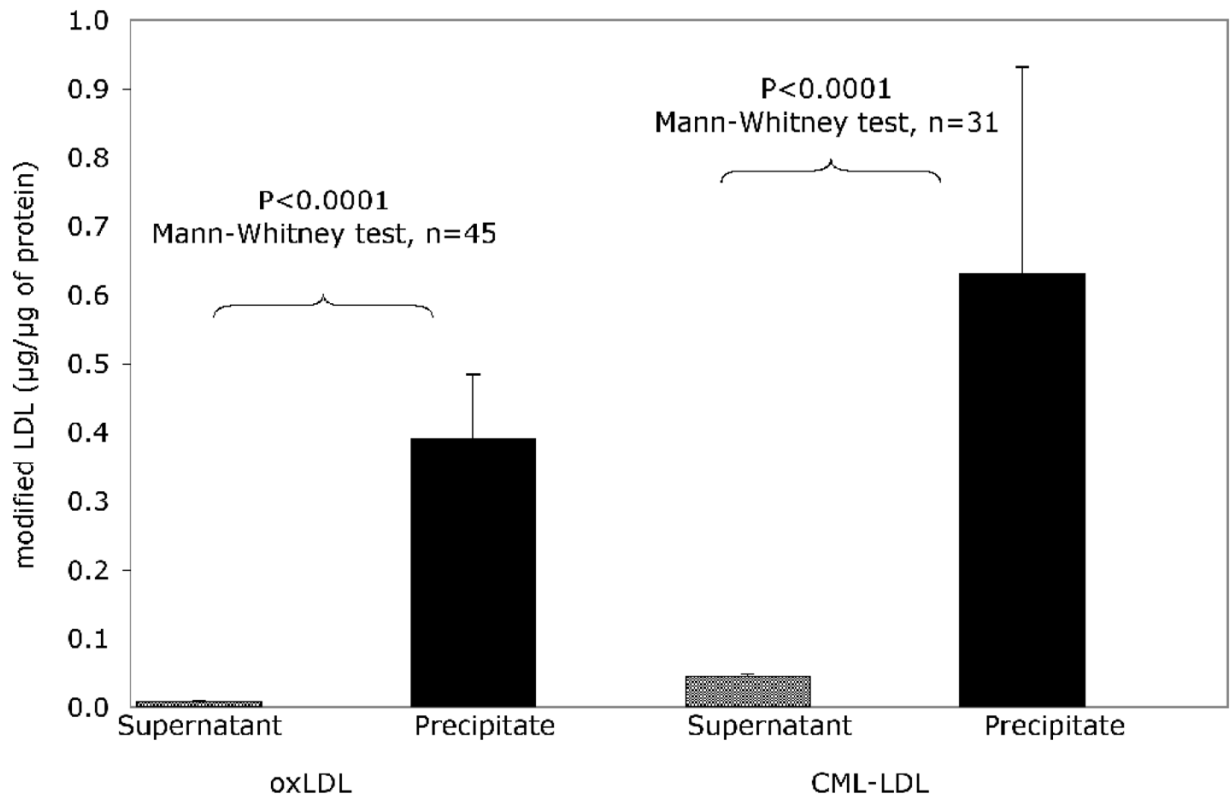 modified LDL (µg/µg of protein)
1.0
0.9
0.8
0.7
0.6
0.5
0.4
0.3
0.2
0.1
0.0
P<0.0001
Mann-Whitney test, n=45
P<0.0001
Mann-Whitney test, n=31
Supernatant Precipitate Supernatant Precipitate
oxLDL CML-LDL